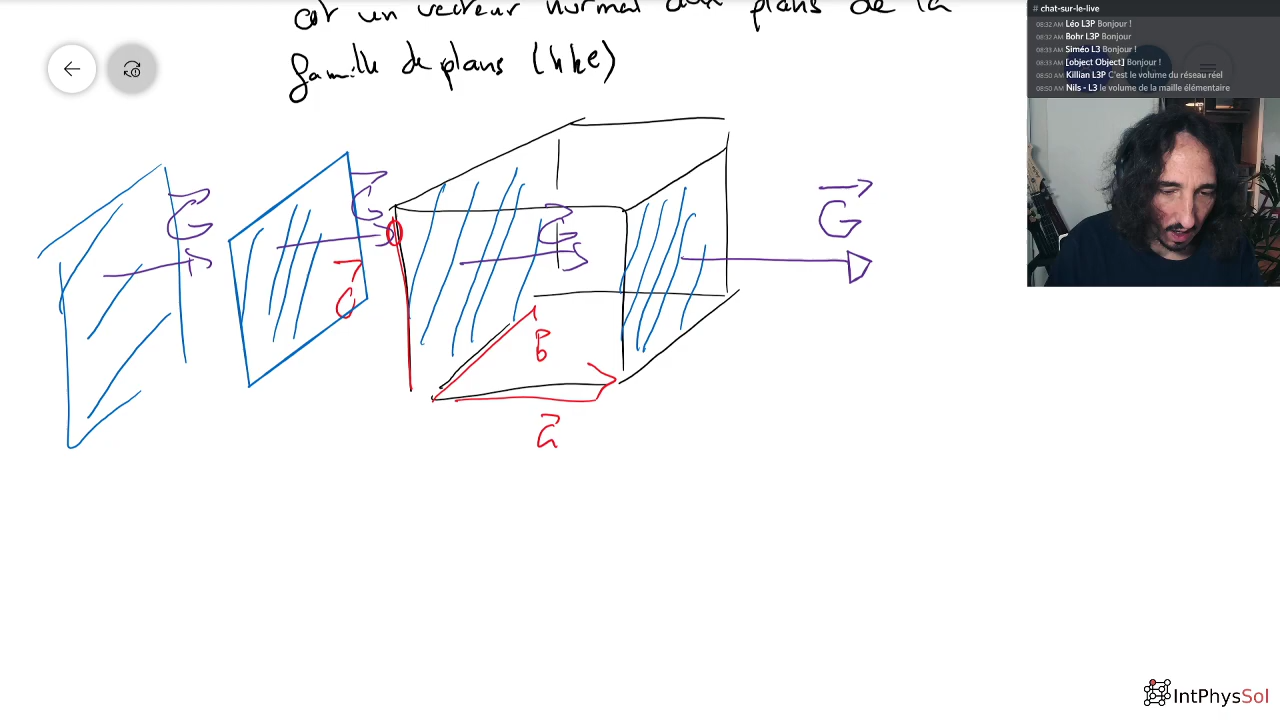 est un vecteur normal aux plans de la
famille de plans (hkl)
# chat-sur-le-live
08:32 AM Léo L3P Bonjour !
08:32 AM Bohr L3P Bonjour
08:33 AM Siméo L3 Bonjour !
08:33 AM [object Object] Bonjour !
08:50 AM Killian L3P C'est le volume du réseau réel
08:50 AM Nils - L3 le volume de la maille élémentaire
G
G
G
G
c
b
a
IntPhysSol